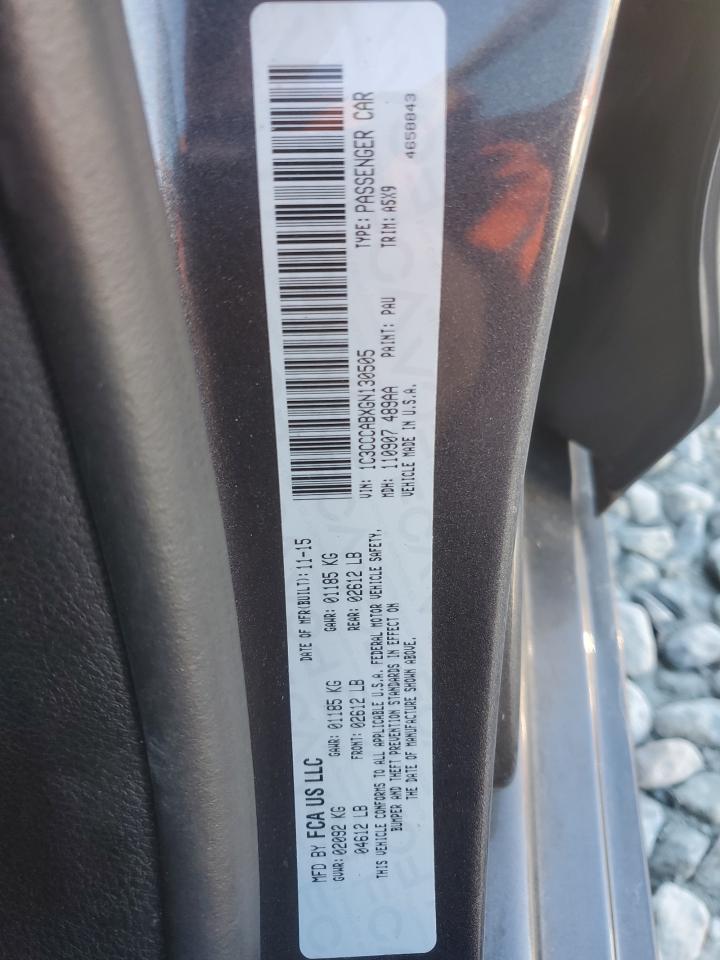 MFD BY FCA US LLC
DATE OF MFR(BUILT): 11-15
GVWR: 02092 KG
GAWR: 01185 KG
GAWR: 01185 KG
04612 LB
FRONT: 02612 LB
REAR: 02612 LB
THIS VEHICLE CONFORMS TO ALL APPLICABLE U.S.A. FEDERAL MOTOR VEHICLE SAFETY,
BUMPER AND THEFT PREVENTION STANDARDS IN EFFECT ON
THE DATE OF MANUFACTURE SHOWN ABOVE.
VIN: 1C3CCCABXGN130505
TYPE: PASSENGER CAR
MDH: 110907 489AA
PAINT: PAU
TRIM: A5X9
VEHICLE MADE IN U.S.A.
4658843